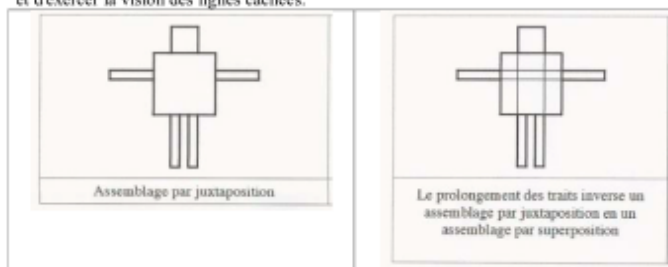 et d'exercer la vision des lignes cachées.
Assemblage par juxtaposition
Le prolongement des traits inverse un
assemblage par juxtaposition en un
assemblage par superposition